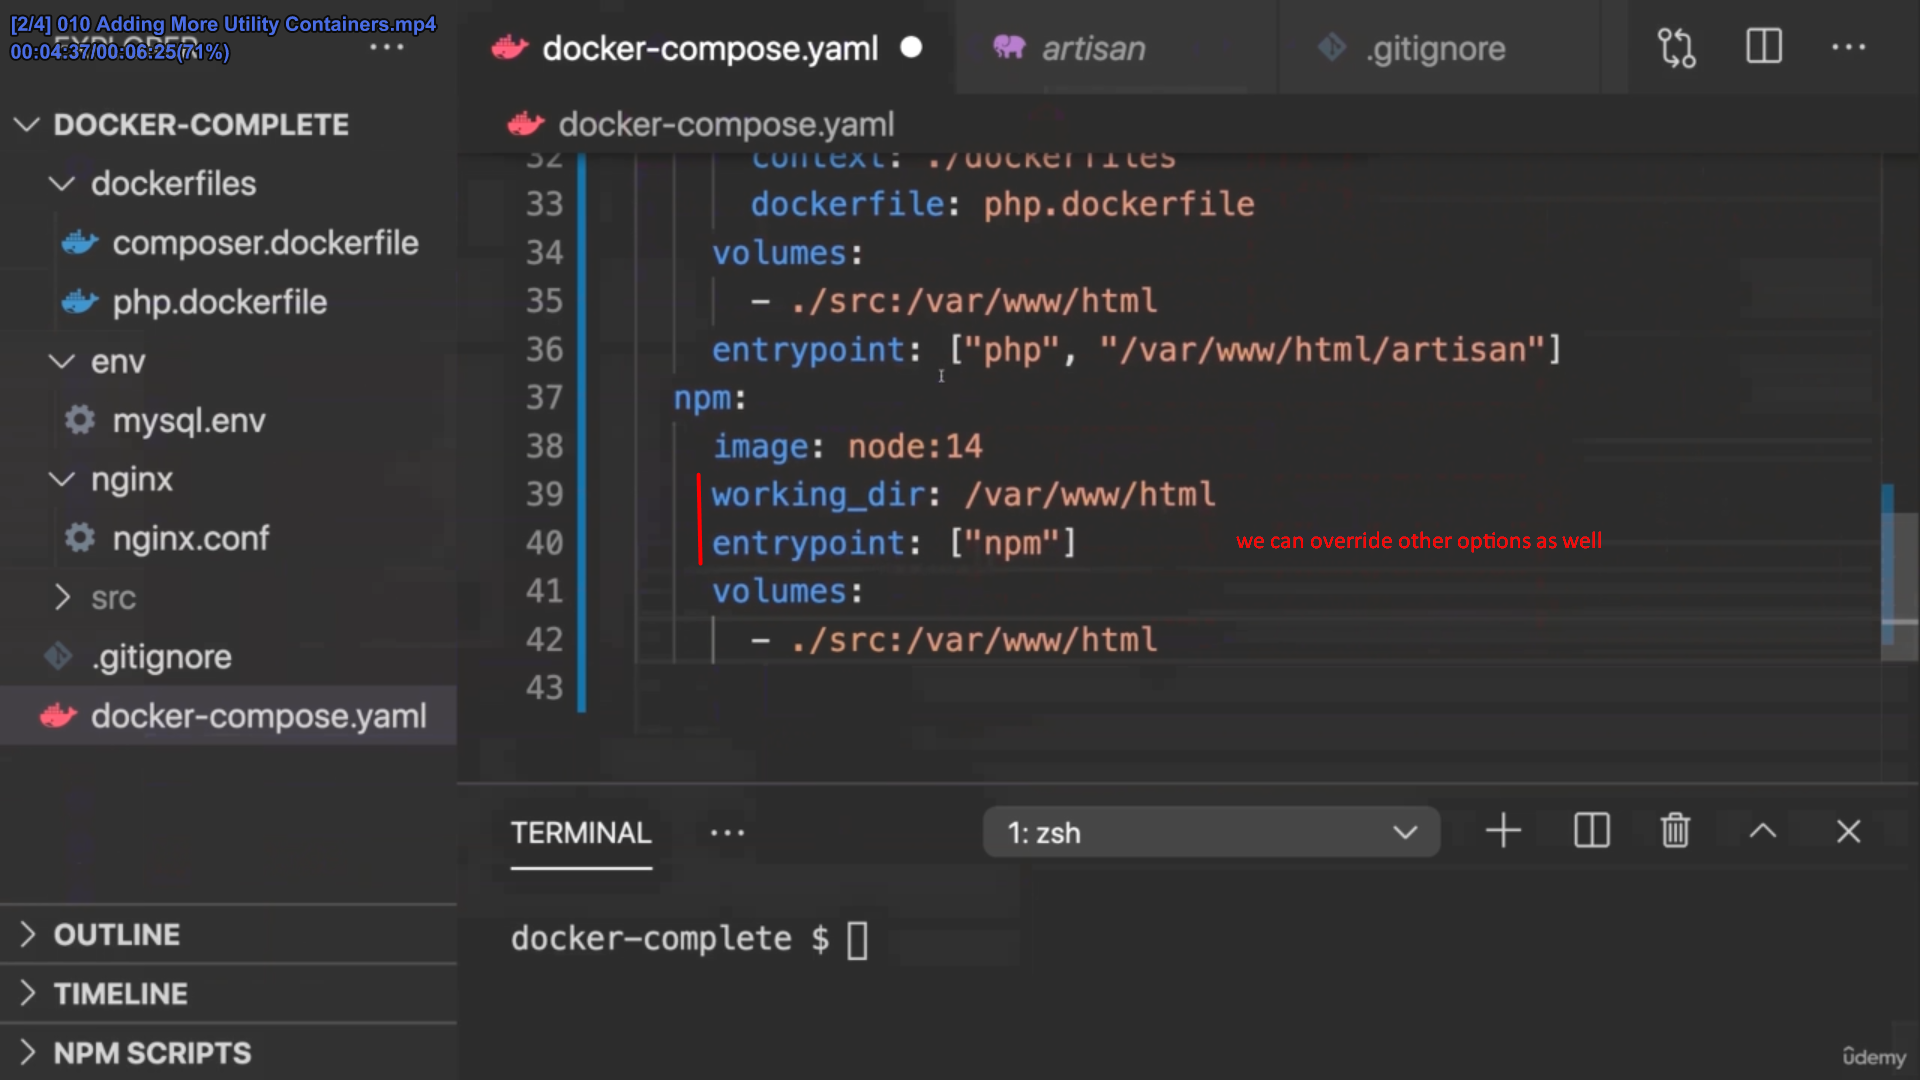 [2/4] 010 Adding More Utility Containers.mp4
00:04:37/00:06:25(71%)
EXPLORER
docker-compose.yaml
artisan
.gitignore
DOCKER-COMPLETE
dockerfiles
composer.dockerfile
php.dockerfile
env
mysql.env
nginx
nginx.conf
src
.gitignore
docker-compose.yaml
docker-compose.yaml
32 context: ./dockerfiles
33 dockerfile: php.dockerfile
34 volumes:
35 - ./src:/var/www/html
36 entrypoint: ["php", "/var/www/html/artisan"]
37 npm:
38 image: node:14
39 working_dir: /var/www/html
40 entrypoint: ["npm"]
we can override other options as well
41 volumes:
42 - ./src:/var/www/html
43
TERMINAL
1: zsh
docker-complete $
OUTLINE
TIMELINE
NPM SCRIPTS
ûdemy